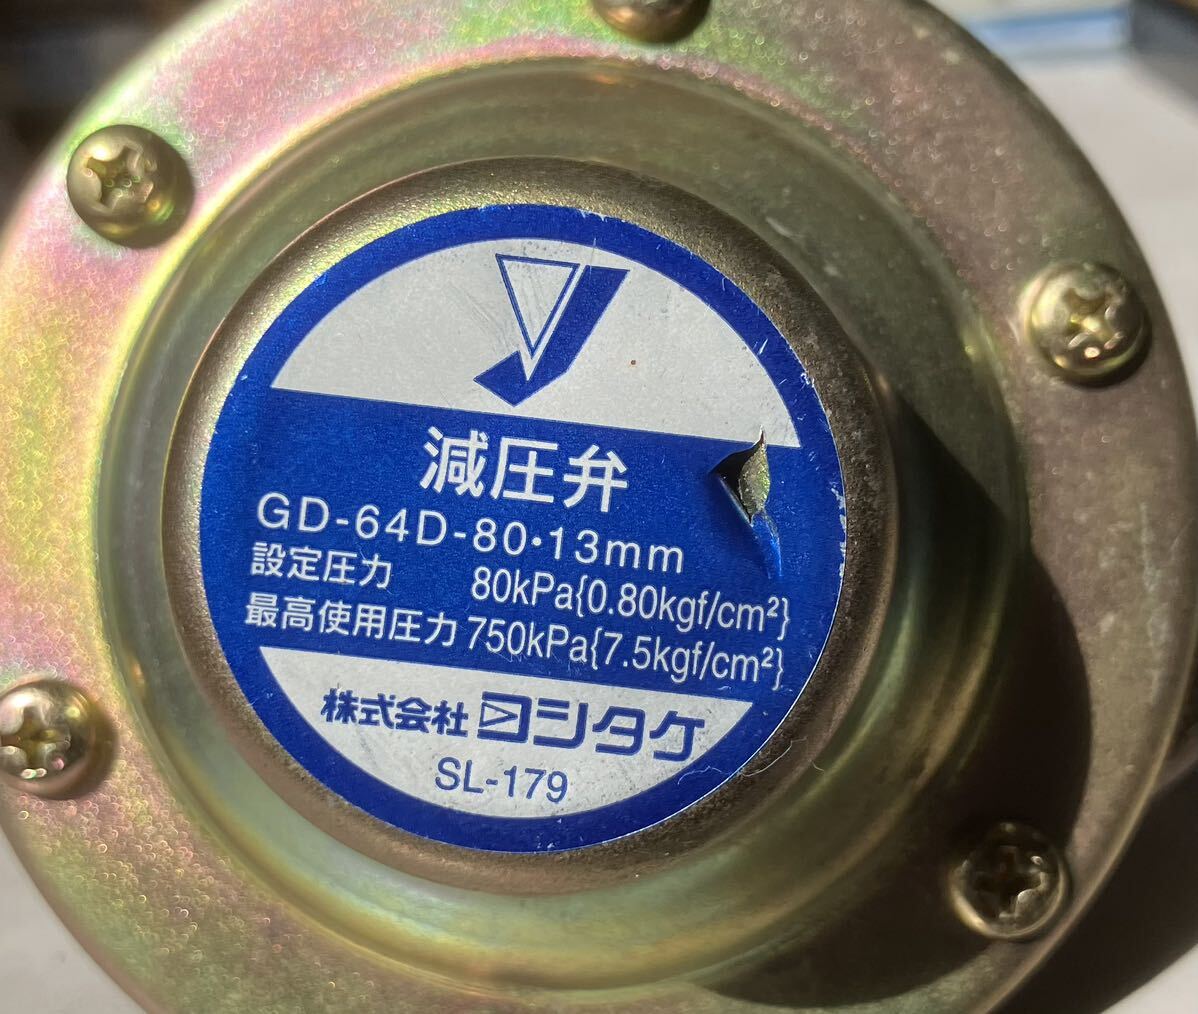 減圧弁
GD-64D-80・13mm
設定圧力 80kPa{0.80kgf/cm²}
最高使用圧力 750kPa{7.5kgf/cm²}
株式会社 ヨシタケ
SL-179